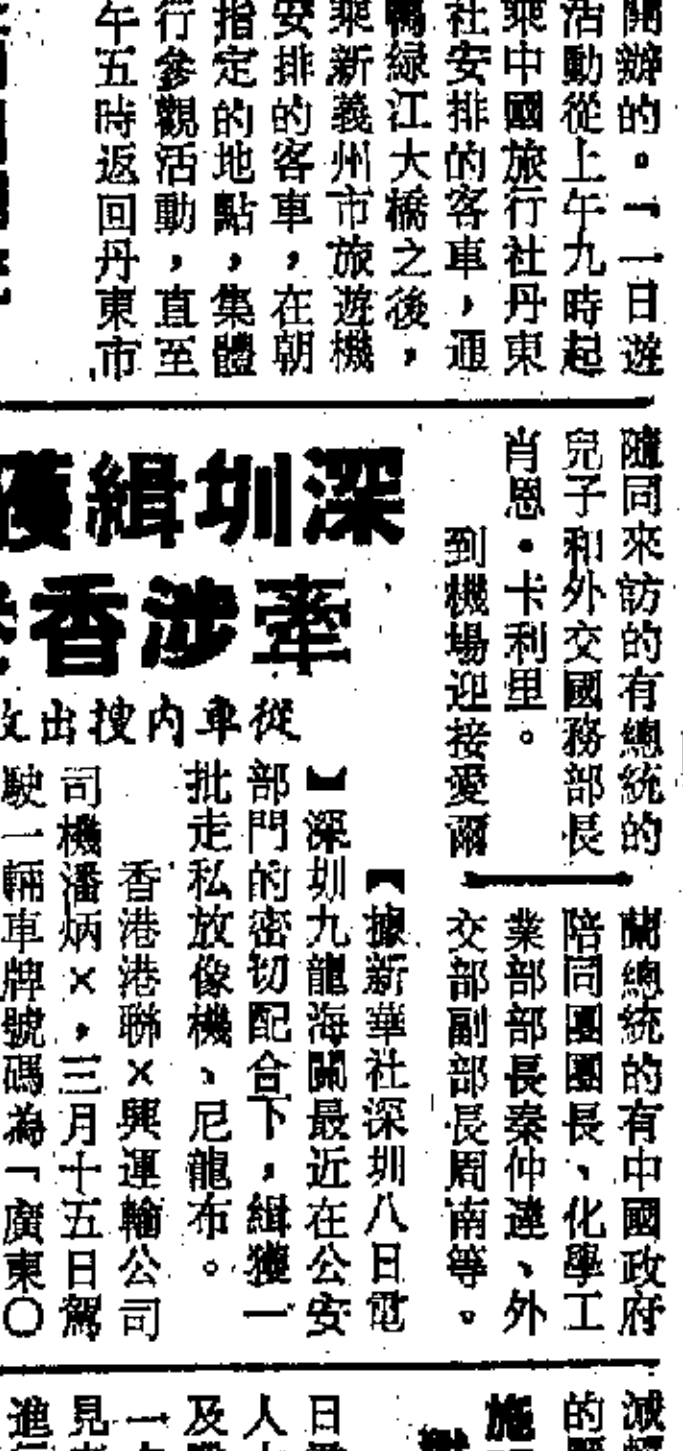 開辦的。「一日遊
活動從上午九時起
乘中國旅行社丹東
社安排的客車，通
鴨綠江大橋之後，
乘新義州市旅遊機
安排的客車，在朝
指定的地點，集體
行參觀活動，直至
午五時返回丹東市
隨同來訪的有總統的
兒子和外交國務部長
肖恩·卡利里。
到機場迎接愛爾
蘭總統的有中國政府
陪同團團長、化學工
業部部長秦仲達、外
交部副部長周南等。
深圳緝獲
牽涉香
從車內搜出
【據新華社深圳八日電
】深圳九龍海關最近在公安
部門的密切配合下，緝獲一
批走私放像機、尼龍布。
香港港聯×興運輸公司
司機潘炳×，三月十五日駕
駛一輛車牌號碼為「廣東〇
減
的
施
日
人
及
一
見
進